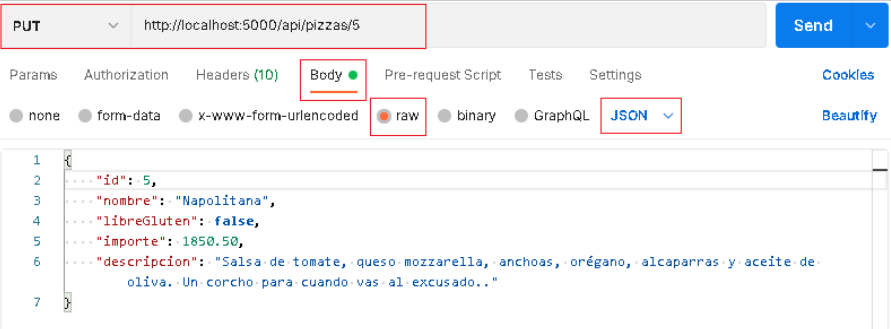 PUT http://localhost:5000/api/pizzas/5 Send
Params Authorization Headers (10) Body Pre-request Script Tests Settings Cookies
none form-data x-www-form-urlencoded raw binary GraphQL JSON Beautify
1 {
2 "id": 5,
3 "nombre": "Napolitana",
4 "libreGluten": false,
5 "importe": 1850.50,
6 "descripcion": "Salsa de tomate, queso mozzarella, anchoas, orégano, alcaparras y aceite de
oliva. Un corcho para cuando vas al excusado.."
7 }